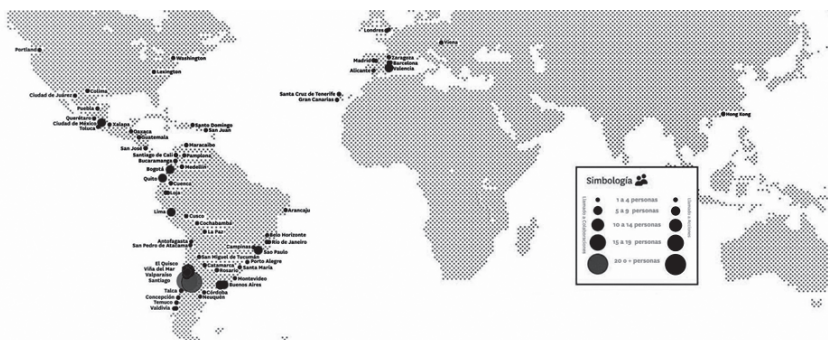 Portland
Washington
Lexington
Ciudad de Juárez
Colima
Puebla
Querétaro
Ciudad de México
Toluca
Xalapa
Oaxaca
Guatemala
San José
Santo Domingo
San Juan
Maracaibo
Santiago de Cali
Pamplona
Bucaramanga
Medellín
Bogotá
Quito
Cuenca
Loja
Lima
Cusco
Cochabamba
La Paz
Arancaju
Belo Horizonte
Río de Janeiro
Campinas
Sao Paulo
Antofagasta
San Pedro de Atacama
San Miguel de Tucumán
Porto Alegre
Catamarca
Santa María
Rosario
El Quisco
Viña del Mar
Valparaíso
Santiago
Montevideo
Buenos Aires
Talca
Córdoba
Concepción
Neuquén
Temuco
Valdivia
Londres
Viena
Madrid
Zaragoza
Barcelona
Valencia
Alicante
Santa Cruz de Tenerife
Gran Canarias
Hong Kong
Simbología
1 a 4 personas
5 a 9 personas
10 a 14 personas
15 a 19 personas
20 o + personas